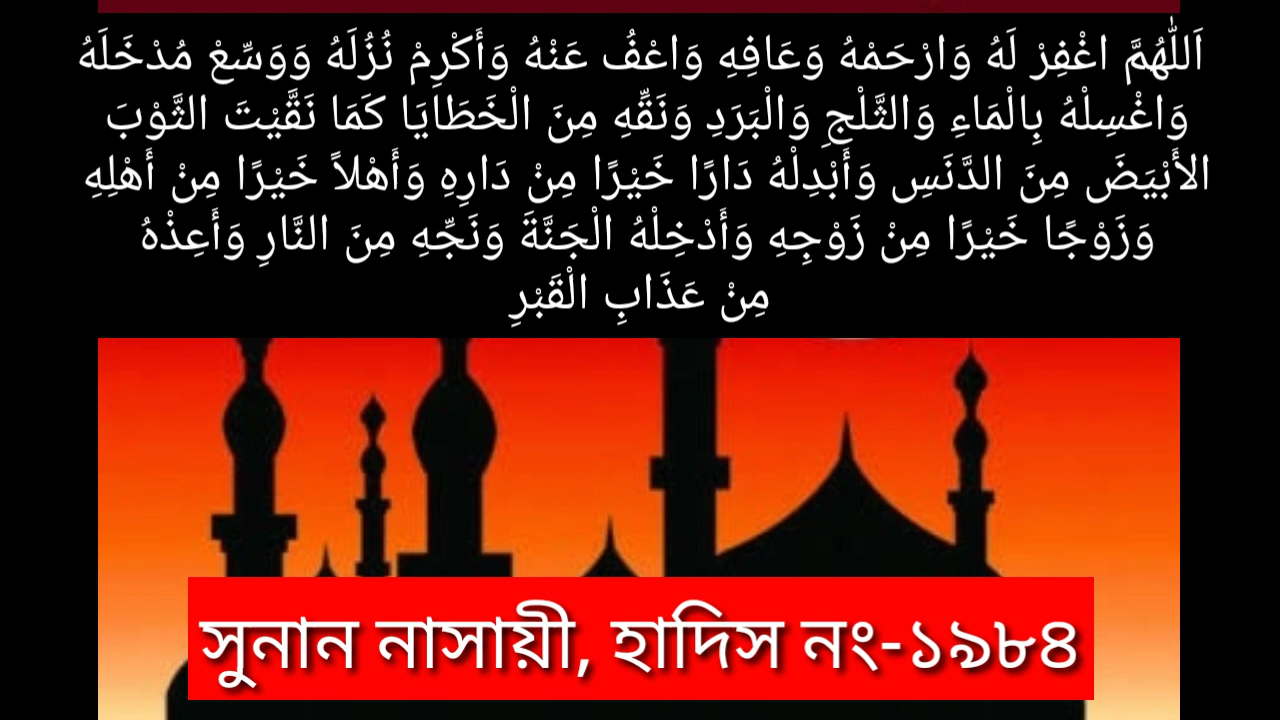 اَللّٰهُمَّ اغْفِرْ لَهُ وَارْحَمْهُ وَعَافِهِ وَاعْفُ عَنْهُ وَأَكْرِمْ نُزُلَهُ وَوَسِّعْ مُدْخَلَهُ
وَاغْسِلْهُ بِالْمَاءِ وَالثَّلْجِ وَالْبَرَدِ وَنَقِّهِ مِنَ الْخَطَايَا كَمَا نَقَّيْتَ الثَّوْبَ
الأَبْيَضَ مِنَ الدَّنَسِ وَأَبْدِلْهُ دَارًا خَيْرًا مِنْ دَارِهِ وَأَهْلاً خَيْرًا مِنْ أَهْلِهِ
وَزَوْجًا خَيْرًا مِنْ زَوْجِهِ وَأَدْخِلْهُ الْجَنَّةَ وَنَجِّهِ مِنَ النَّارِ وَأَعِذْهُ
مِنْ عَذَابِ الْقَبْرِ
সুনান নাসায়ী, হাদিস নং-১৯৮৪